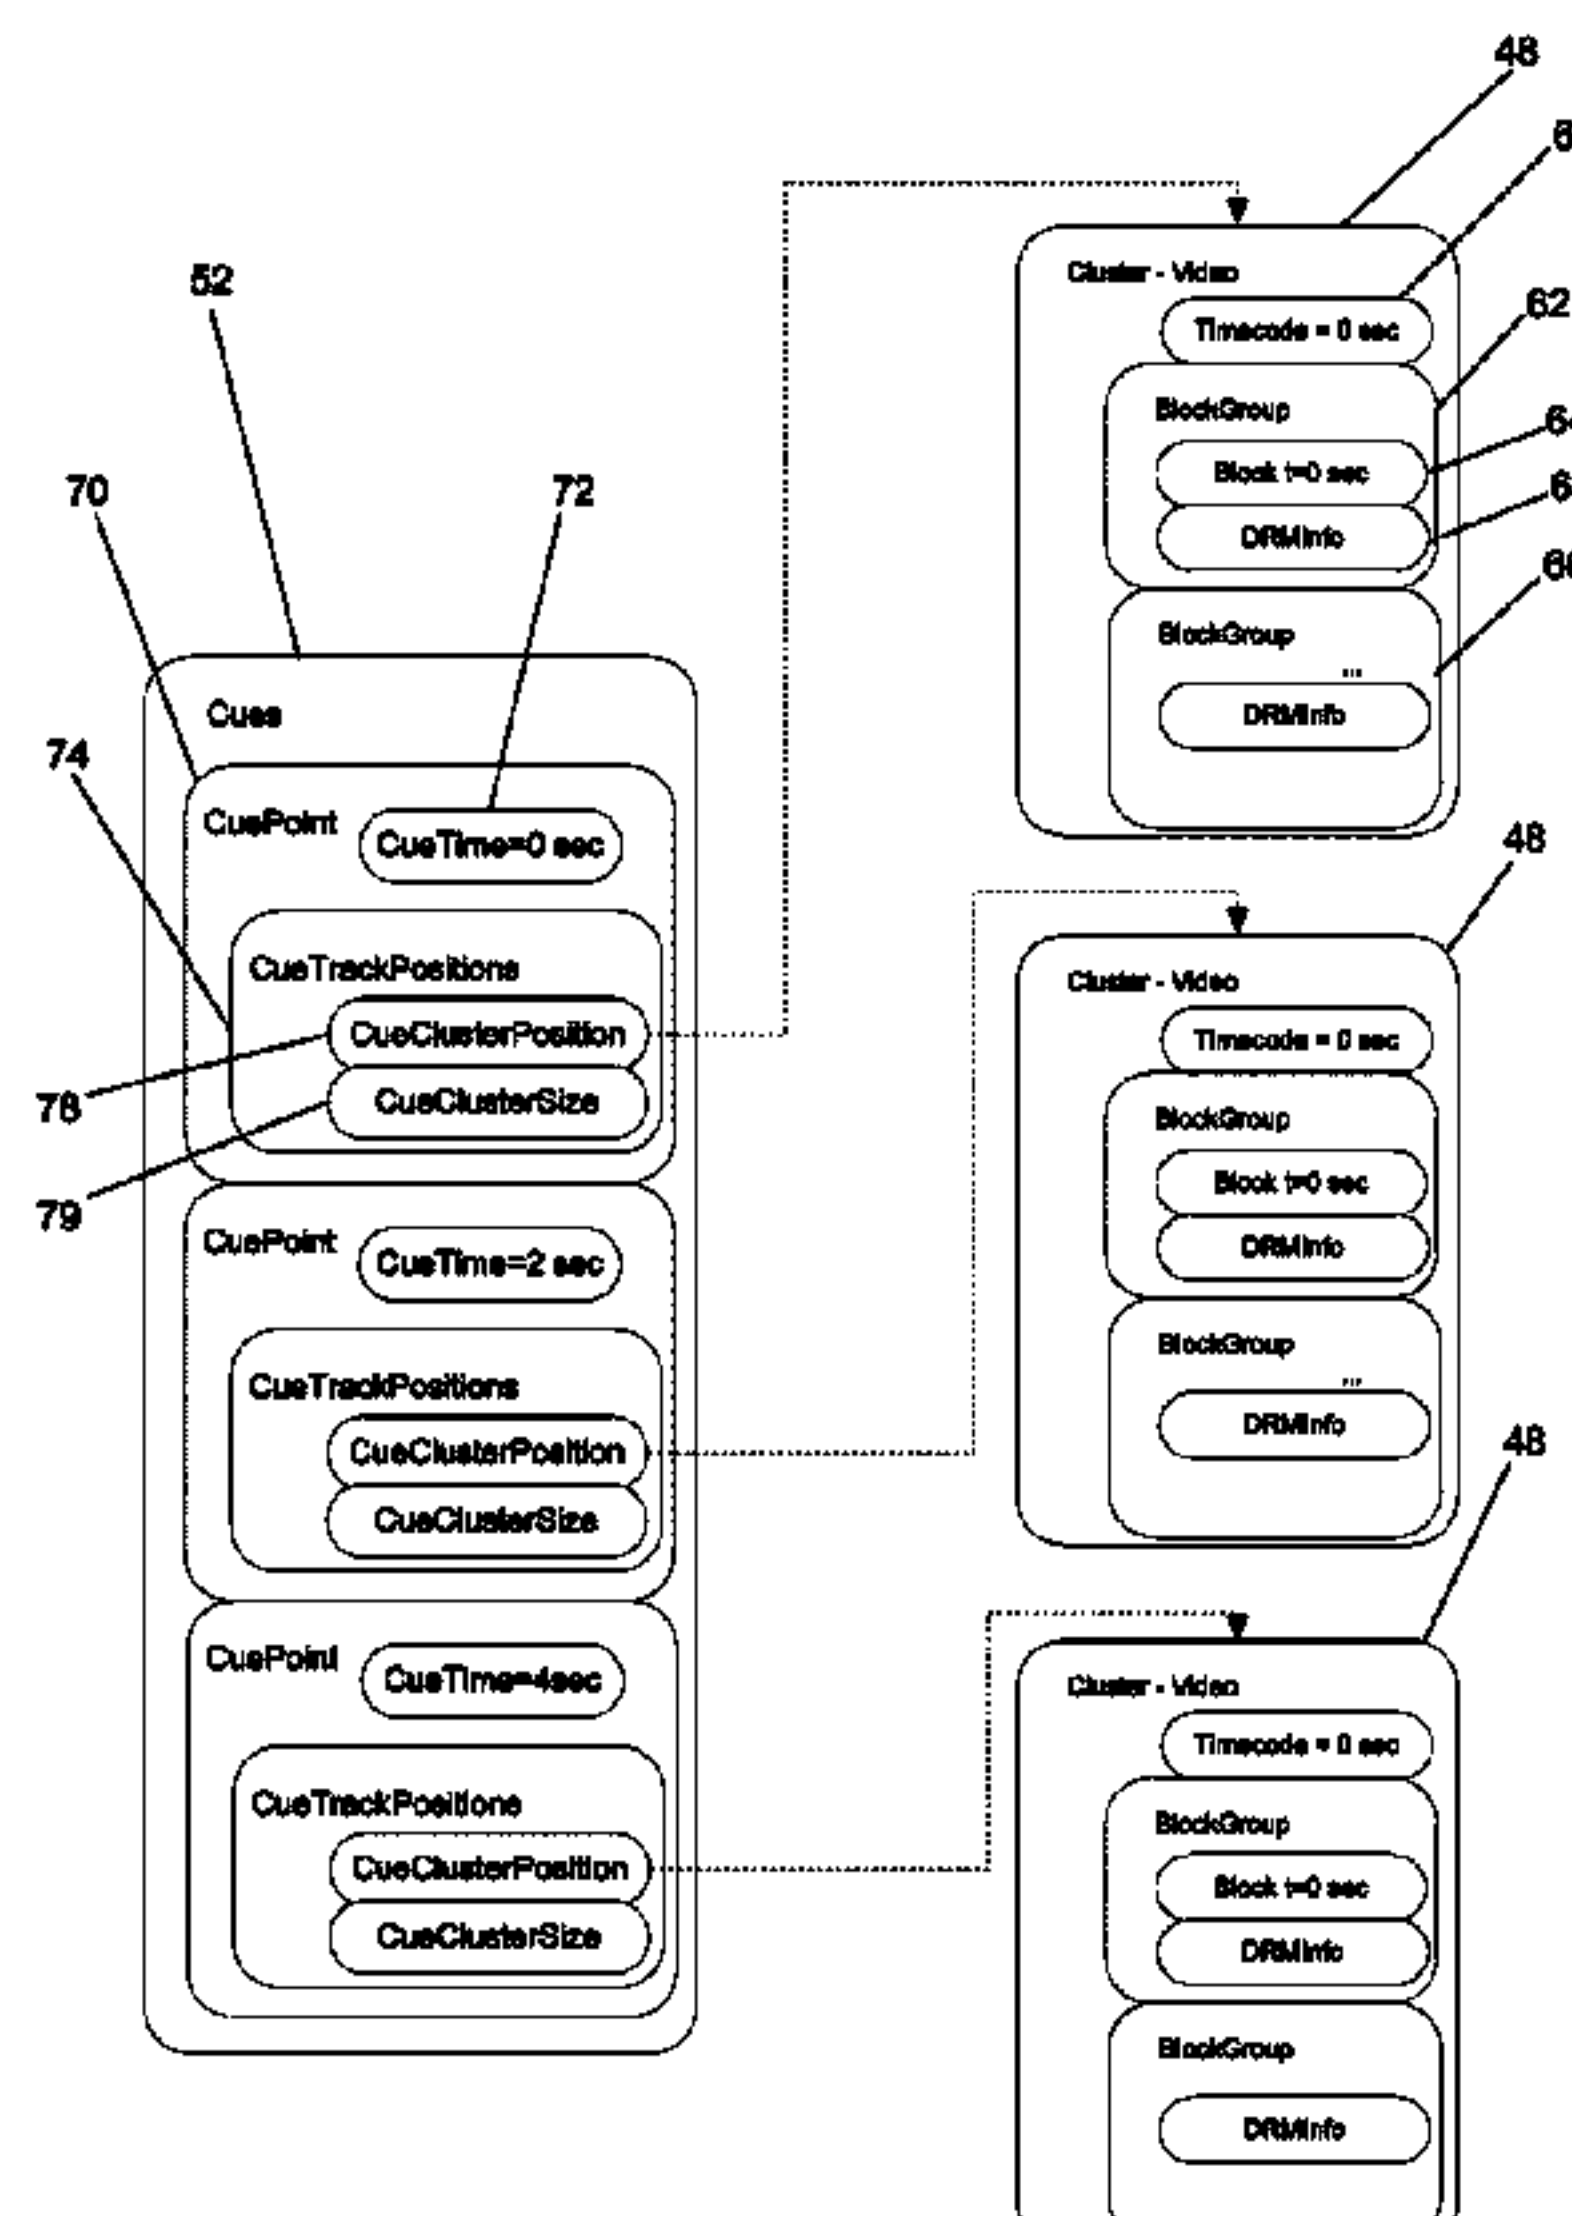 52
70
72
74
78
79
Cues
CuePoint
CueTime=0 sec
CueTrackPositions
CueClusterPosition
CueClusterSize
CuePoint
CueTime=2 sec
CueTrackPositions
CueClusterPosition
CueClusterSize
CuePoint
CueTime=4sec
CueTrackPositions
CueClusterPosition
CueClusterSize
48
62
Cluster - Video
Timecode = 0 sec
BlockGroup
Block t=0 sec
DRMInfo
BlockGroup
...
DRMInfo
48
Cluster - Video
Timecode = 0 sec
BlockGroup
Block t=0 sec
DRMInfo
BlockGroup
...
DRMInfo
48
Cluster - Video
Timecode = 0 sec
BlockGroup
Block t=0 sec
DRMInfo
BlockGroup
DRMInfo